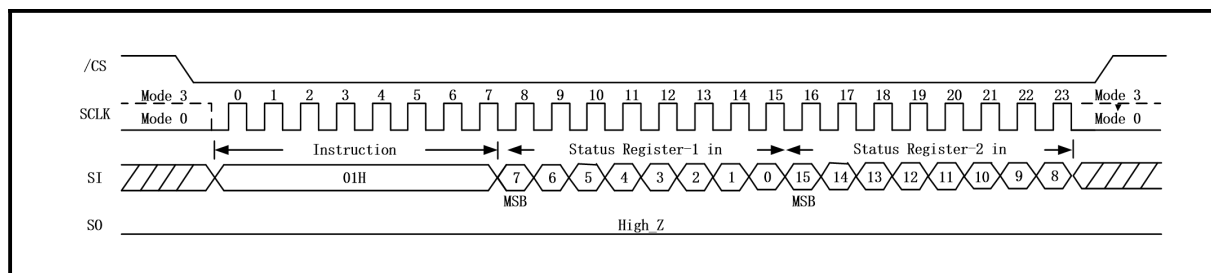 /CS
Mode 3 0 1 2 3 4 5 6 7 8 9 10 11 12 13 14 15 16 17 18 19 20 21 22 23 Mode 3
SCLK
Mode 0 Mode 0
Instruction Status Register-1 in Status Register-2 in
SI 01H 7 6 5 4 3 2 1 0 15 14 13 12 11 10 9 8
MSB MSB
SO High_Z